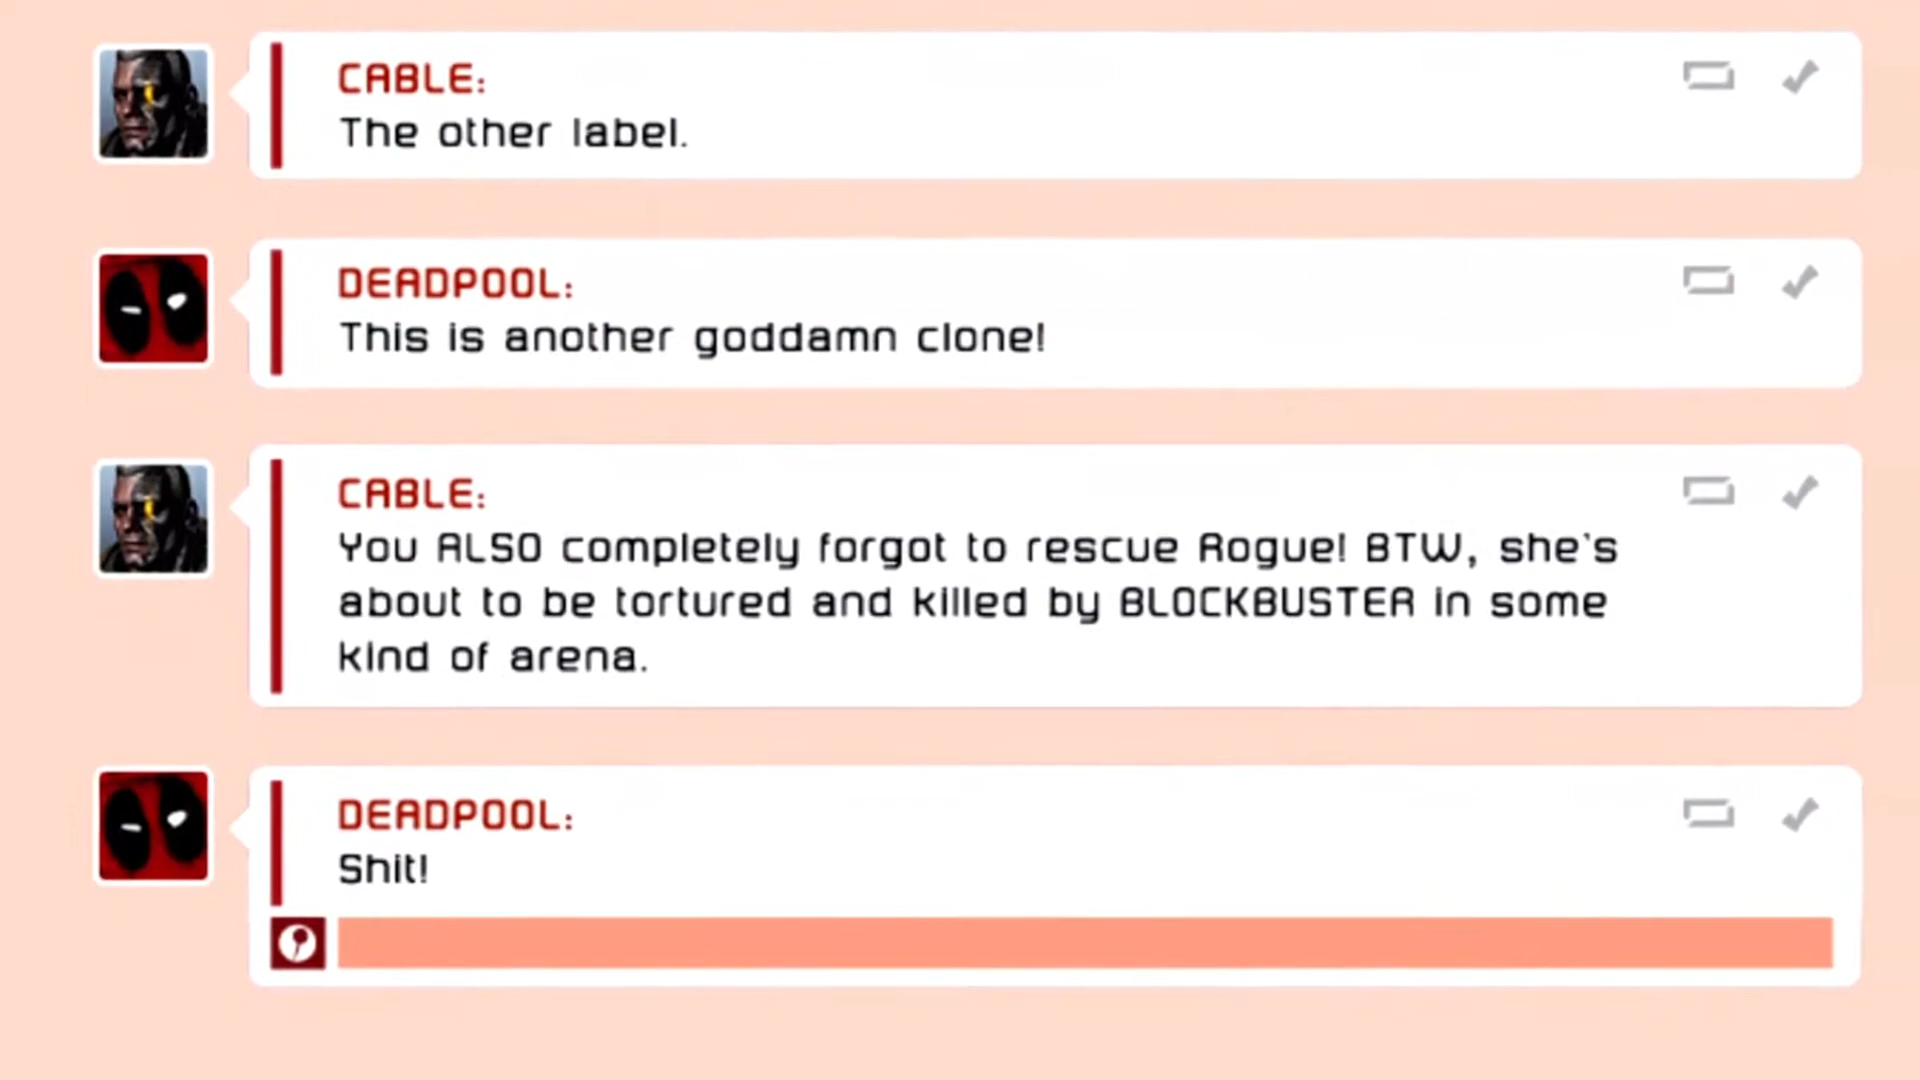 CABLE:
The other label.
DEADPOOL:
This is another goddamn clone!
CABLE:
You ALSO completely forgot to rescue Rogue! BTW, she's
about to be tortured and killed by BLOCKBUSTER in some
kind of arena.
DEADPOOL:
Shit!